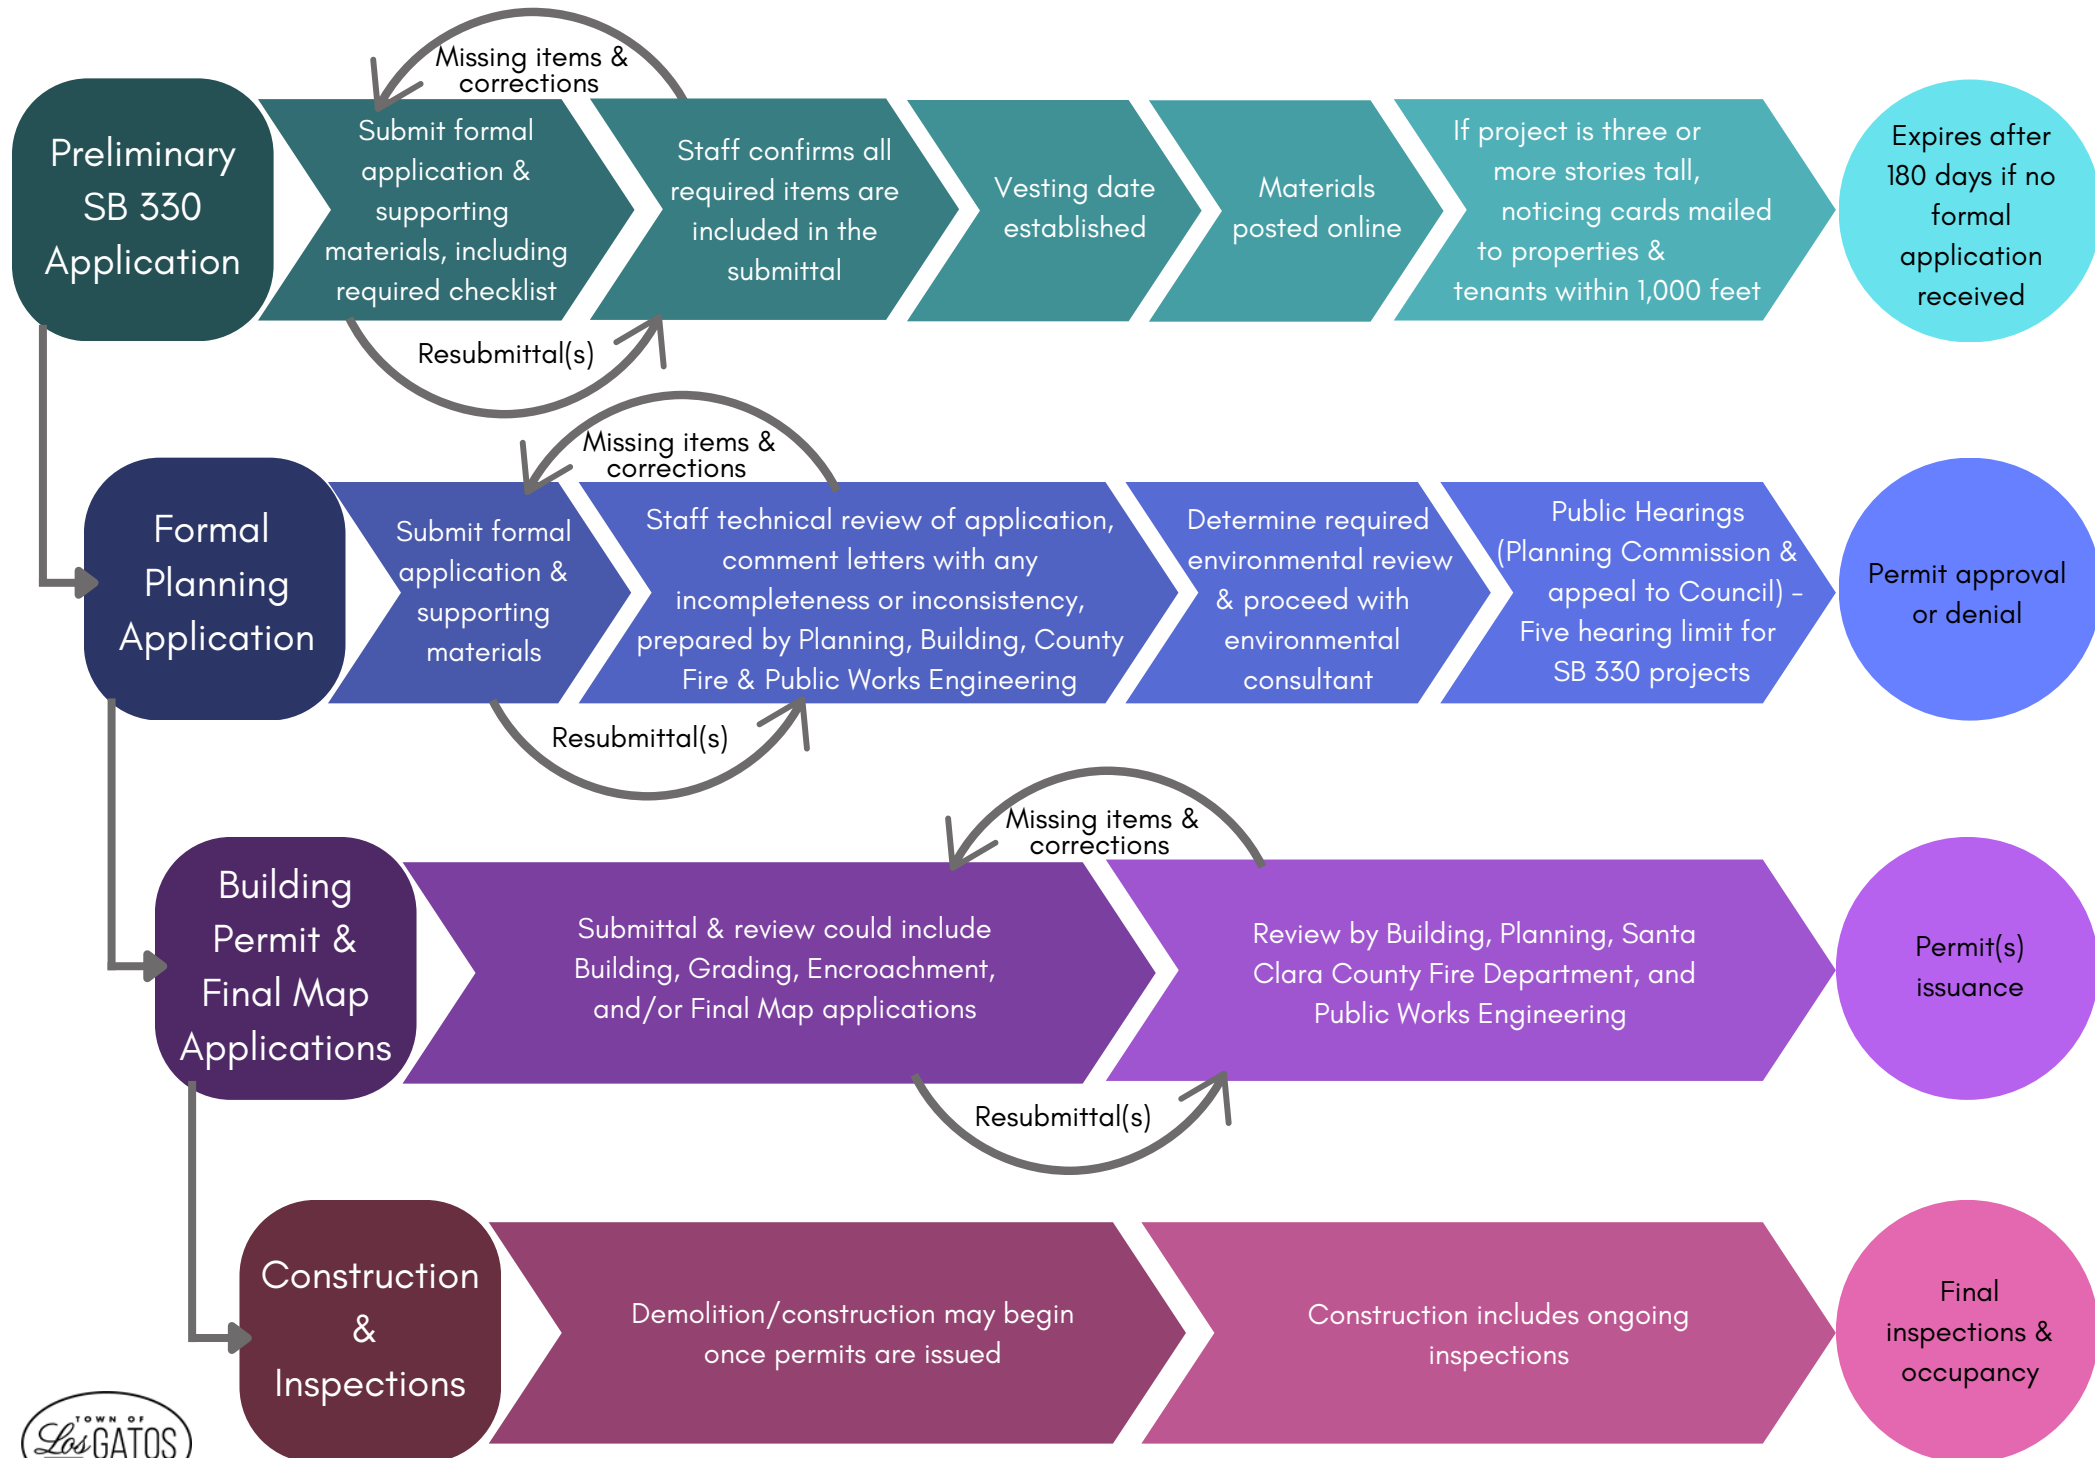 Missing items &
corrections
Preliminary
SB 330
Application
Submit formal
application &
supporting
materials, including
required checklist
Staff confirms all
required items are
included in the
submittal
Vesting date
established
Materials
posted online
If project is three or
more stories tall,
noticing cards mailed
to properties &
tenants within 1,000 feet
Expires after
180 days if no
formal
application
received
Resubmittal(s)
Missing items &
corrections
Formal
Planning
Application
Submit formal
application &
supporting
materials
Staff technical review of application,
comment letters with any
incompleteness or inconsistency,
prepared by Planning, Building, County
Fire & Public Works Engineering
Determine required
environmental review
& proceed with
environmental
consultant
Public Hearings
(Planning Commission &
appeal to Council) -
Five hearing limit for
SB 330 projects
Permit approval
or denial
Resubmittal(s)
Missing items &
corrections
Building
Permit &
Final Map
Applications
Submittal & review could include
Building, Grading, Encroachment,
and/or Final Map applications
Review by Building, Planning, Santa
Clara County Fire Department, and
Public Works Engineering
Permit(s)
issuance
Resubmittal(s)
Construction
&
Inspections
Demolition/construction may begin
once permits are issued
Construction includes ongoing
inspections
Final
inspections &
occupancy
TOWN OF
Los GATOS